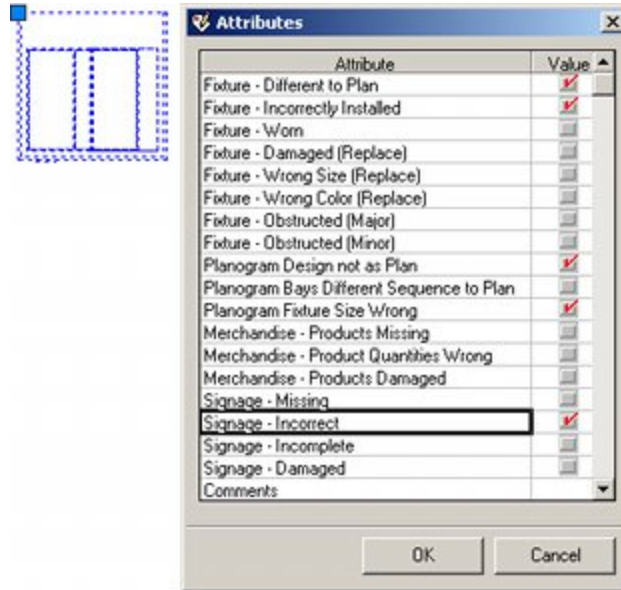 Attributes
Attribute Value
Fixture - Different to Plan
Fixture - Incorrectly Installed
Fixture - Worn
Fixture - Damaged (Replace)
Fixture - Wrong Size (Replace)
Fixture - Wrong Color (Replace)
Fixture - Obstructed (Major)
Fixture - Obstructed (Minor)
Planogram Design not as Plan
Planogram Bays Different Sequence to Plan
Planogram Fixture Size Wrong
Merchandise - Products Missing
Merchandise - Product Quantities Wrong
Merchandise - Products Damaged
Signage - Missing
Signage - Incorrect
Signage - Incomplete
Signage - Damaged
Comments
OK Cancel